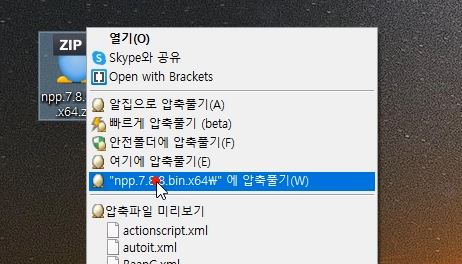 ZIP
npp.7.8.
.x64.z
열기(O)
Skype와 공유
Open with Brackets
알집으로 압축풀기(A)
빠르게 압축풀기 (beta)
안전폴더에 압축풀기(F)
여기에 압축풀기(E)
"npp.7.8.8.bin.x64₩" 에 압축풀기(W)
압축파일 미리보기
actionscript.xml
autoit.xml
BaanC.xml